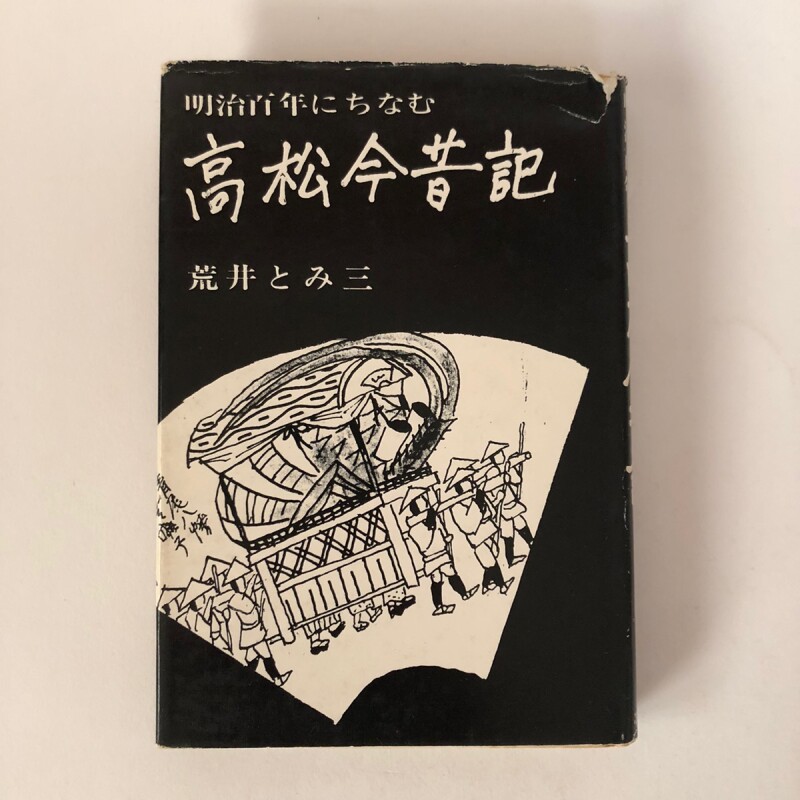 明治百年にちなむ
高松今昔記
荒井とみ三